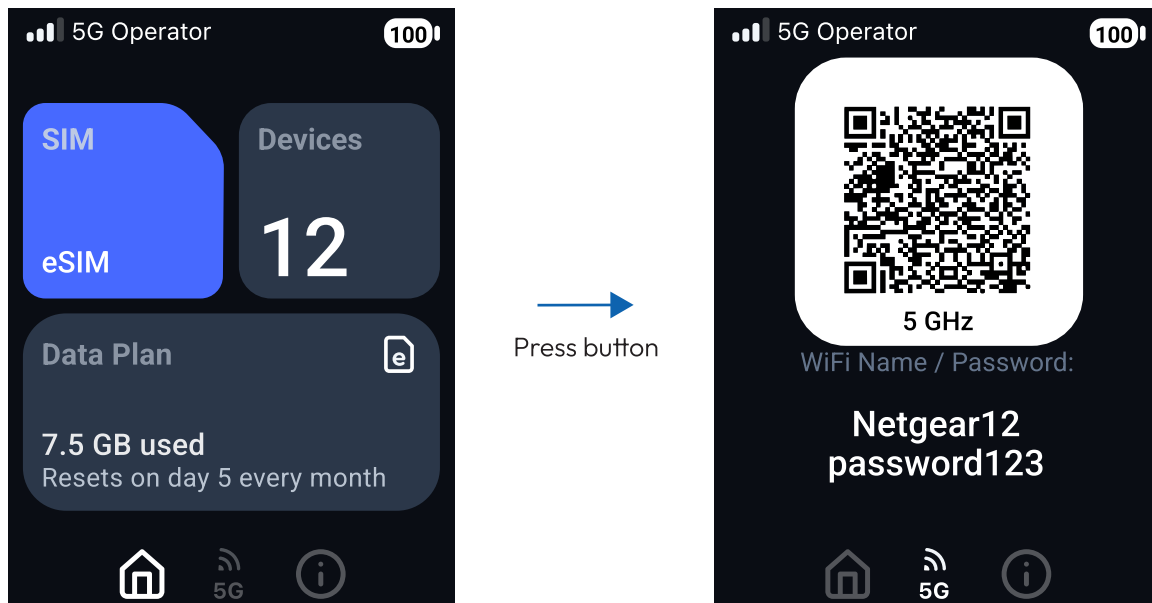 5G Operator
100
SIM
eSIM
Devices
12
Data Plan
e
7.5 GB used
Resets on day 5 every month
5G
Press button
5G Operator
100
5 GHz
WiFi Name / Password:
Netgear12
password123
5G